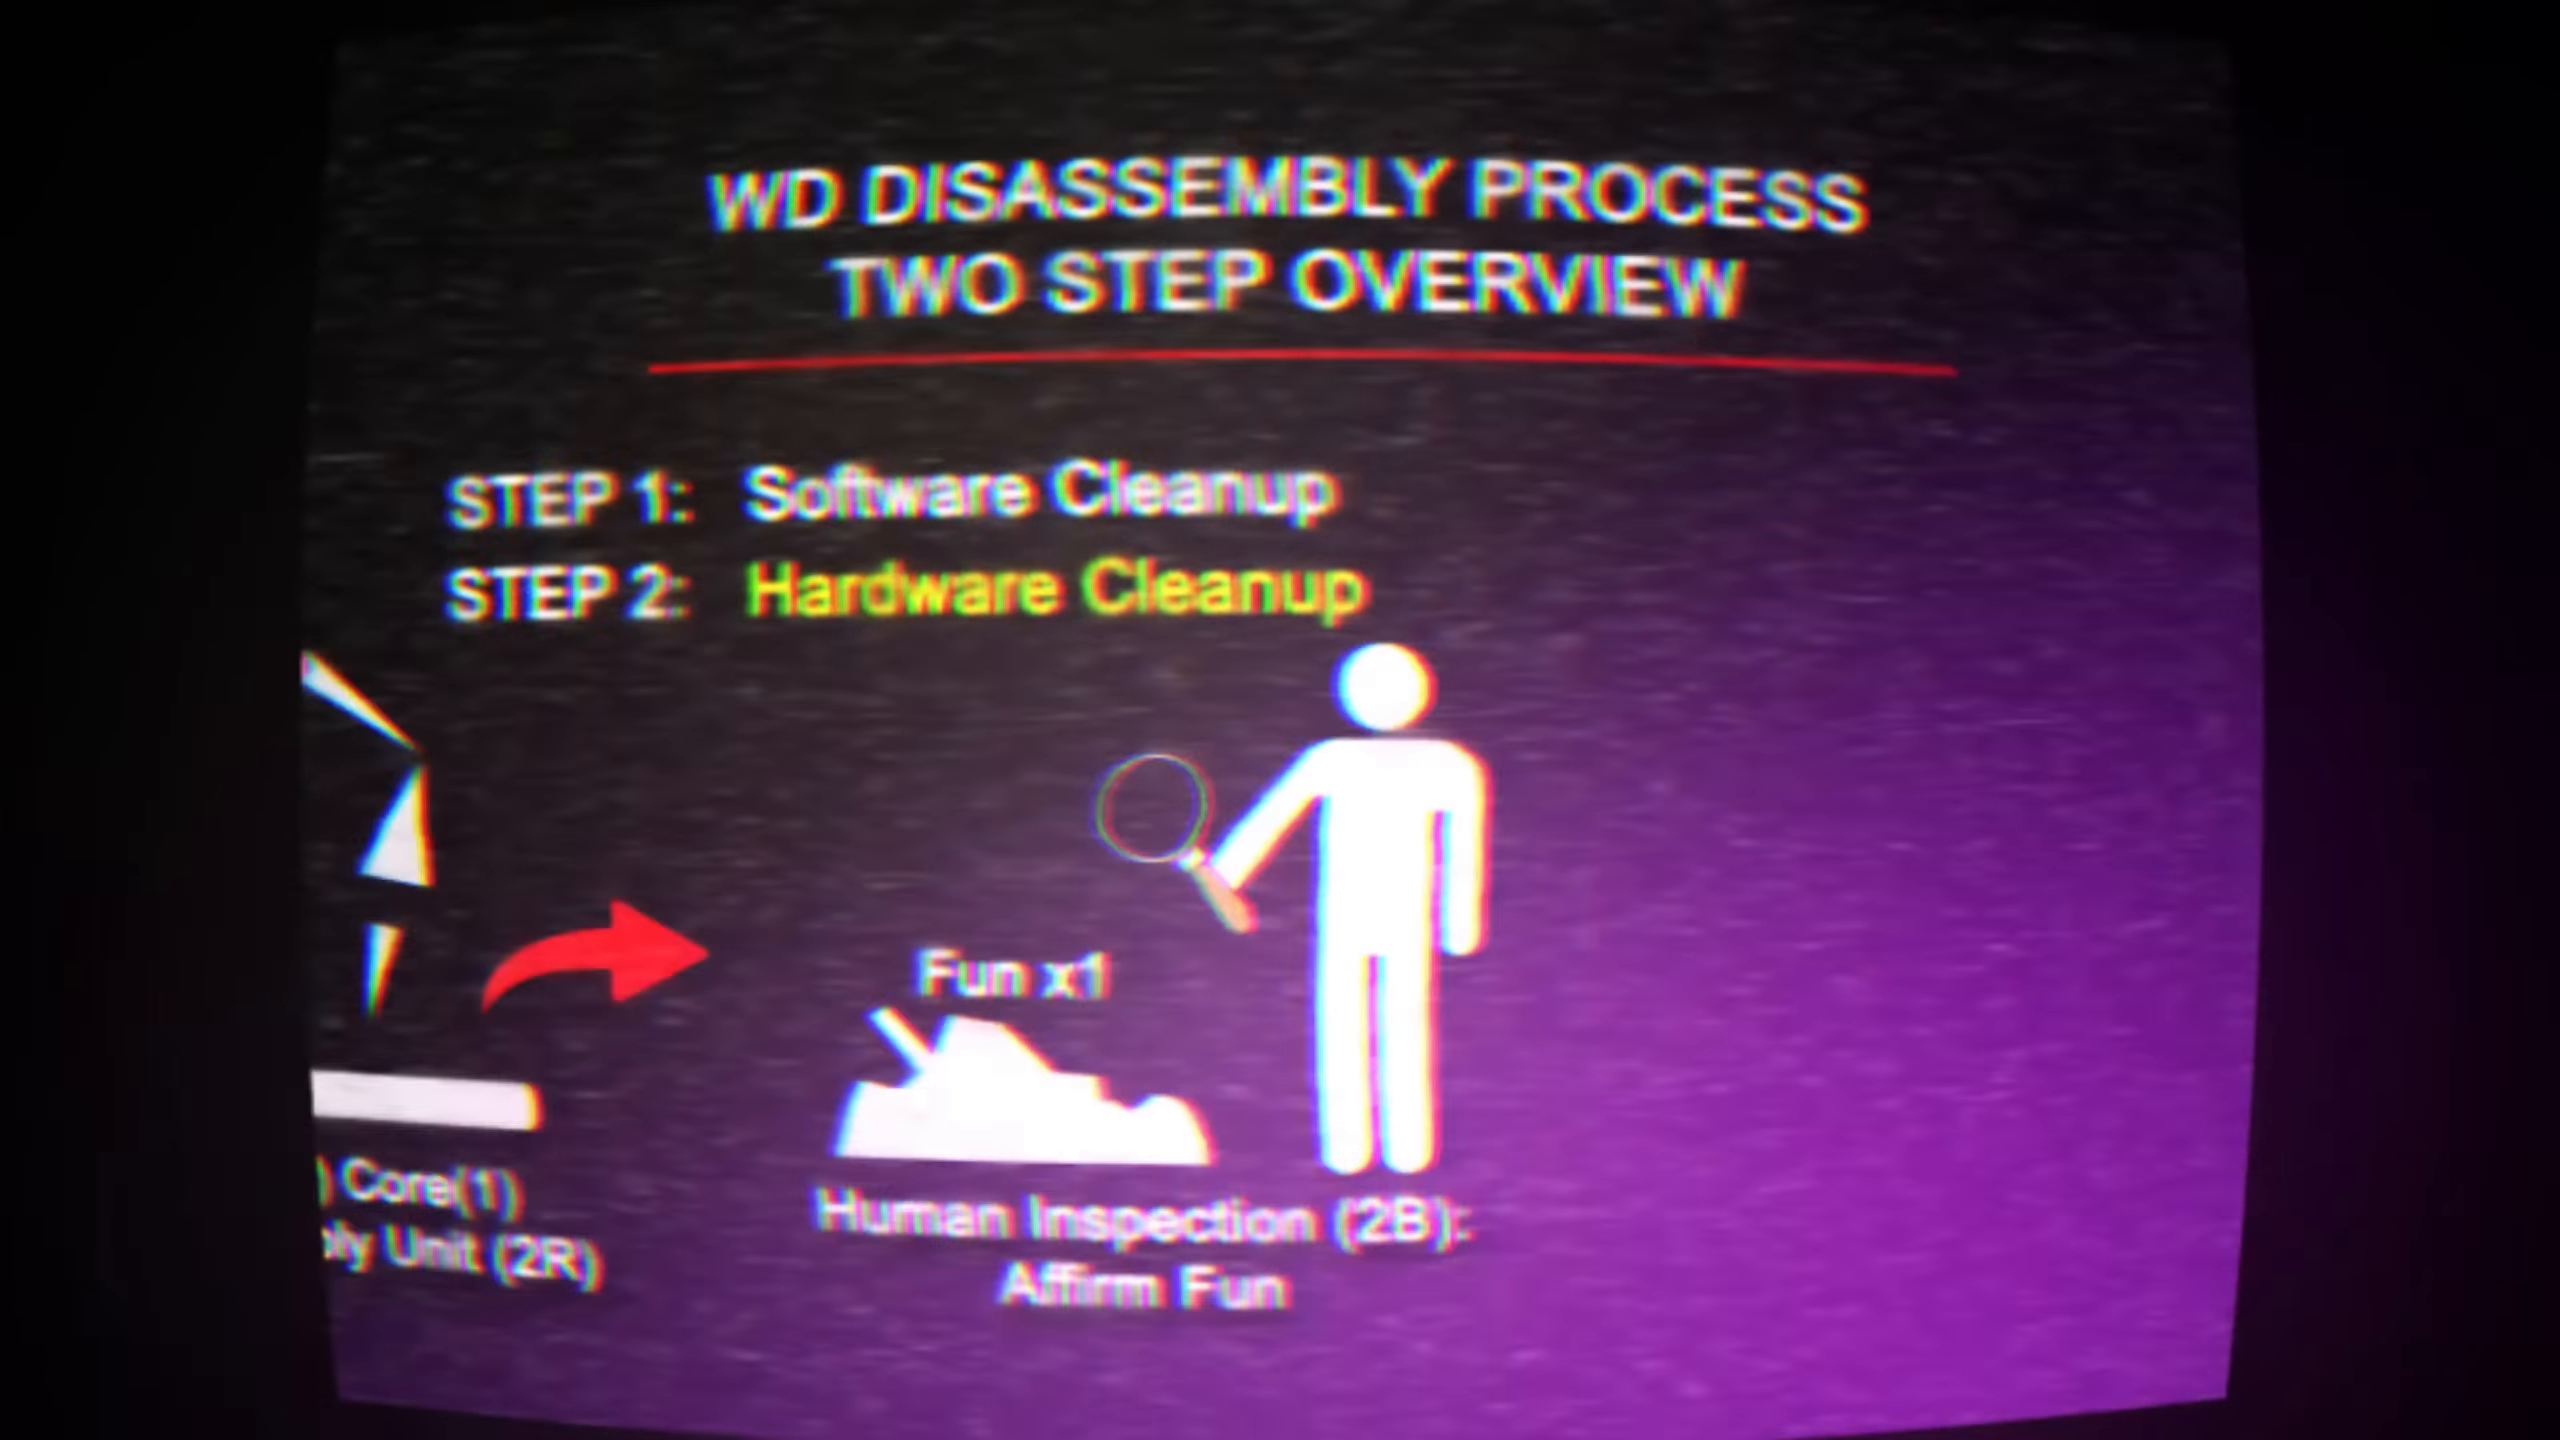 WD DISASSEMBLY PROCESS
TWO STEP OVERVIEW
STEP 1: Software Cleanup
STEP 2: Hardware Cleanup
Fun x1
) Core(1)
Unit (2R)
Human Inspection (2B):
Affirm Fun